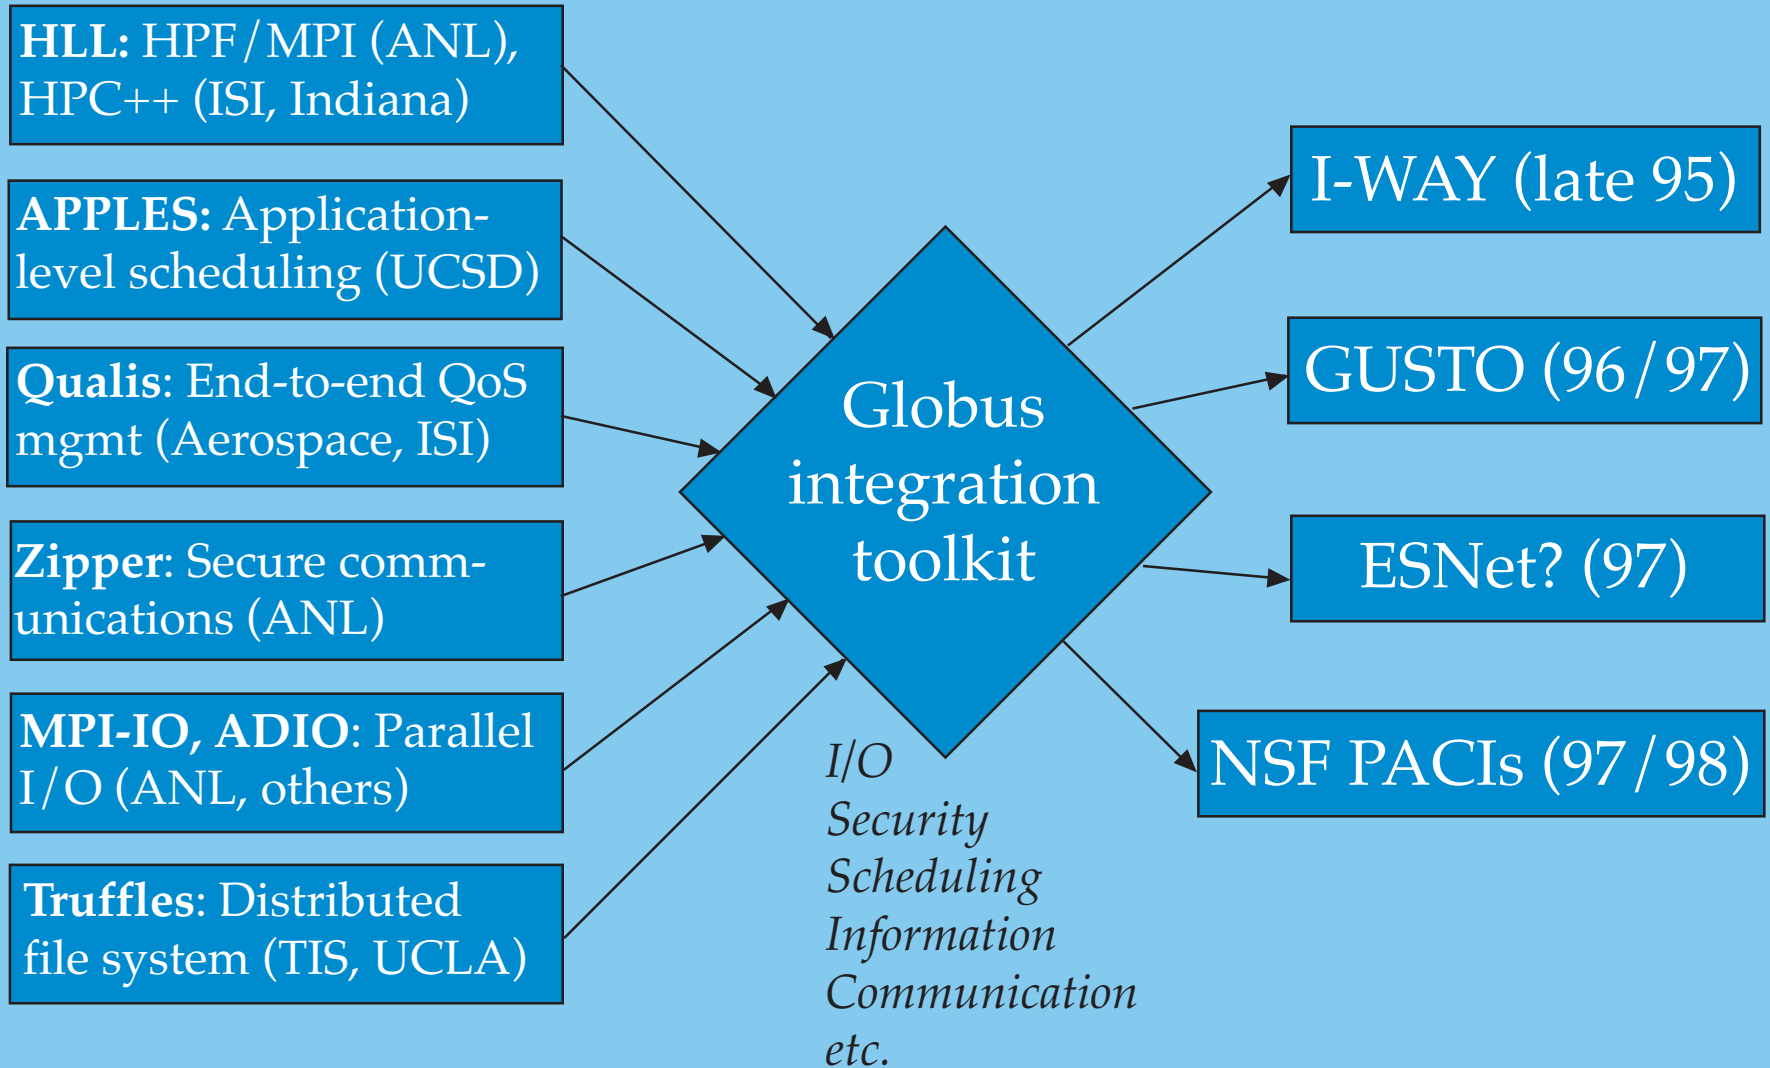 HLL: HPF/MPI (ANL),
HPC++ (ISI, Indiana)
APPLES: Application-
level scheduling (UCSD)
Qualis: End-to-end QoS
mgmt (Aerospace, ISI)
Zipper: Secure comm-
unications (ANL)
MPI-IO, ADIO: Parallel
I/O (ANL, others)
Truffles: Distributed
file system (TIS, UCLA)
Globus
integration
toolkit
I/O
Security
Scheduling
Information
Communication
etc.
I-WAY (late 95)
GUSTO (96/97)
ESNet? (97)
NSF PACIs (97/98)